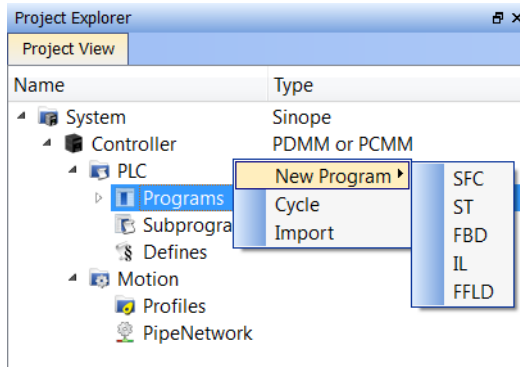 Project Explorer
Project View
Name Type
System Sinope
Controller PDMM or PCMM
PLC
Programs
Subprogra
Defines
Motion
Profiles
PipeNetwork
New Program
Cycle
Import
SFC
ST
FBD
IL
FFLD